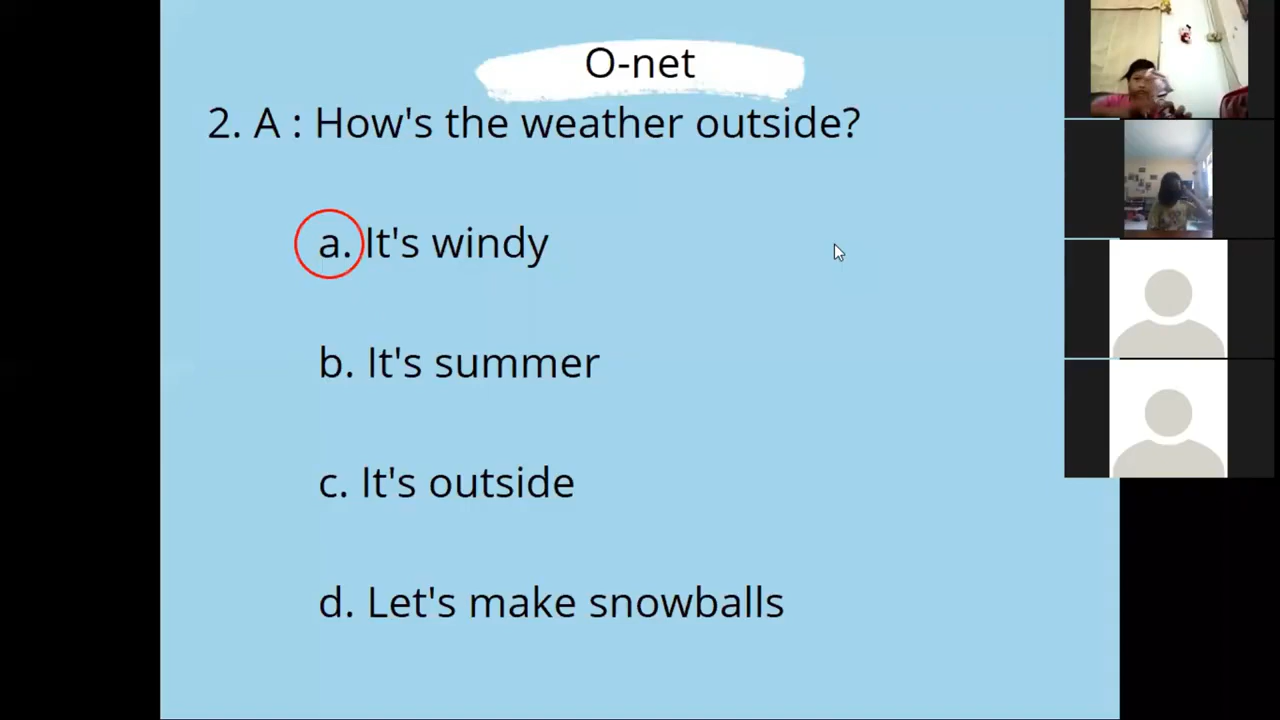 O-net
2. A : How's the weather outside?
a. It's windy
b. It's summer
c. It's outside
d. Let's make snowballs